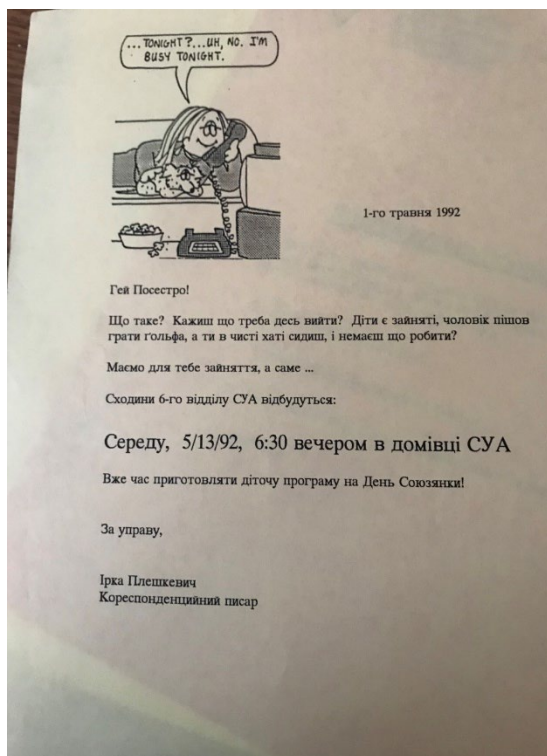 ...TONIGHT?...UH, NO. I'M
BUSY TONIGHT.
1-го травня 1992
Гей Посестро!
Що таке?  Кажиш що треба десь вийти?  Діти є зайняті, чоловік пішов
грати ґольфа, а ти в чисті хаті сидиш, і немаєш що робити?
Маємо для тебе зайняття, а саме ...
Сходини 6-го відділу СУА відбудуться:
Середу,  5/13/92,  6:30 вечером в домівці СУА
Вже час приготовляти діточу програму на День Союзянки!
За управу,
Ірка Плешкевич
Кореспонденцийний писар